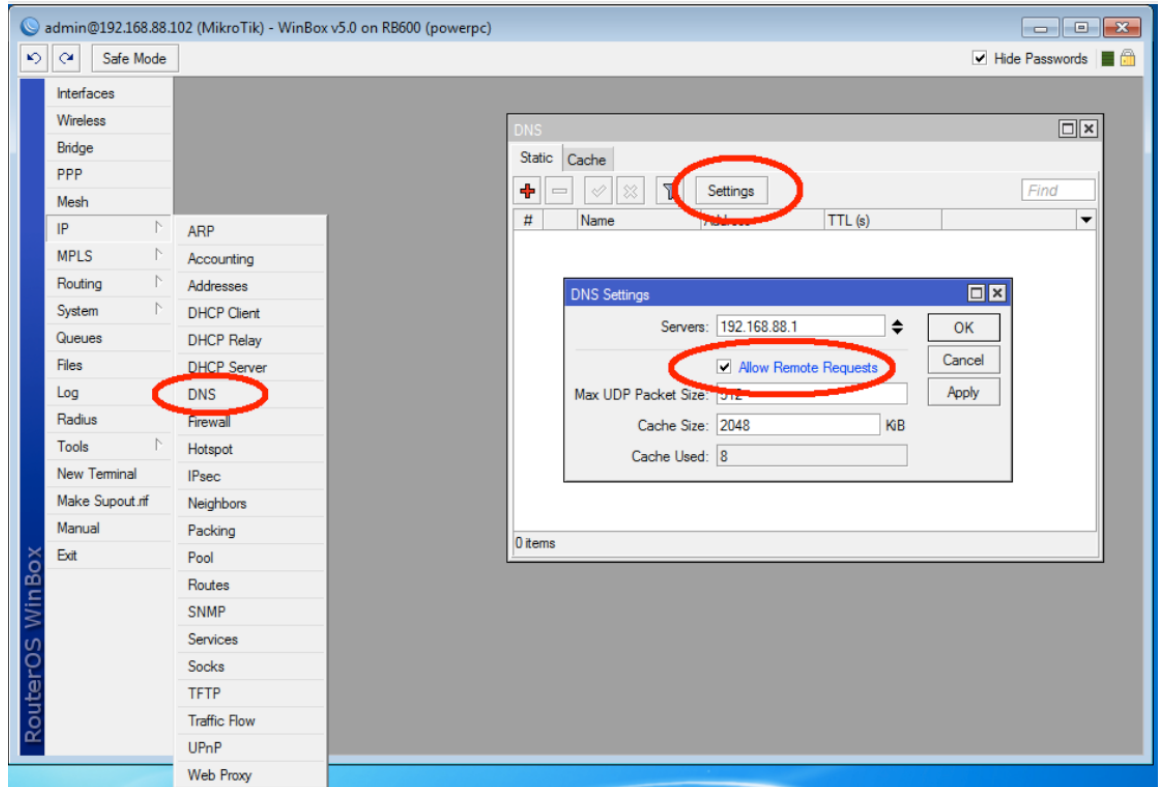 admin@192.168.88.102 (MikroTik) - WinBox v5.0 on RB600 (powerpc)
Safe Mode
Hide Passwords
RouterOS WinBox
Interfaces
Wireless
Bridge
PPP
Mesh
IP
MPLS
Routing
System
Queues
Files
Log
Radius
Tools
New Terminal
Make Supout.rif
Manual
Exit
ARP
Accounting
Addresses
DHCP Client
DHCP Relay
DHCP Server
DNS
Firewall
Hotspot
IPsec
Neighbors
Packing
Pool
Routes
SNMP
Services
Socks
TFTP
Traffic Flow
UPnP
Web Proxy
DNS
Static Cache
Settings Find
# Name Address TTL (s)
DNS Settings
Servers: 192.168.88.1 OK
Allow Remote Requests Cancel
Max UDP Packet Size: 512 Apply
Cache Size: 2048 KiB
Cache Used: 8
0 items